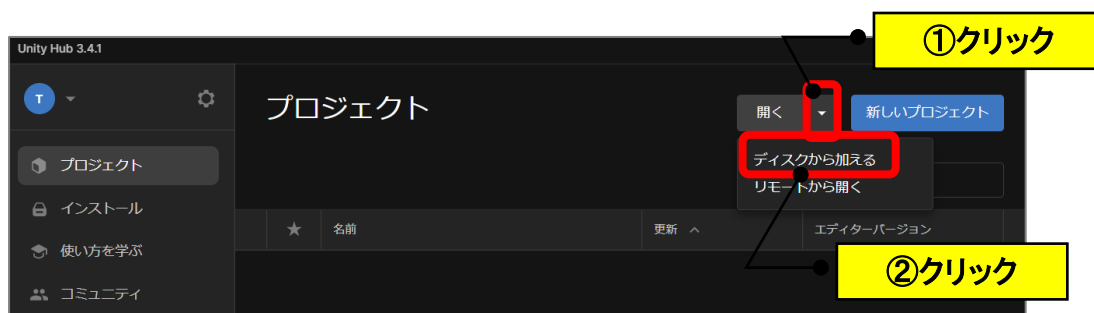 ①クリック
Unity Hub 3.4.1
T
プロジェクト
開く
新しいプロジェクト
プロジェクト
ディスクから加える
リモートから開く
インストール
名前
更新
エディターバージョン
使い方を学ぶ
②クリック
コミュニティ